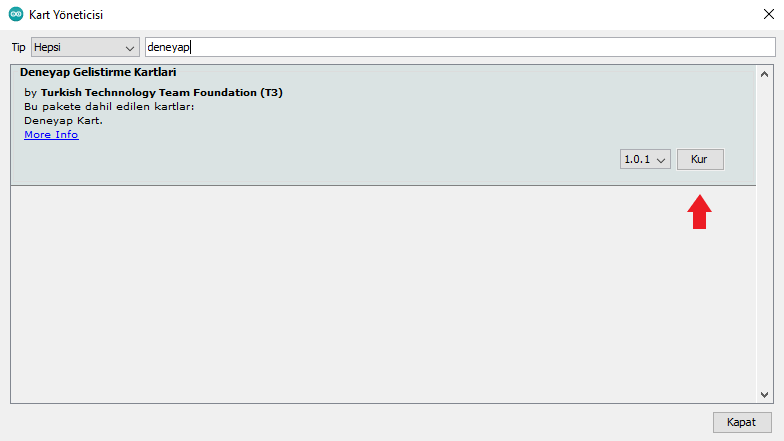 Kart Yöneticisi
Tip Hepsi deneyap
Deneyap Gelistirme Kartlari
by Turkish Technnology Team Foundation (T3)
Bu pakete dahil edilen kartlar:
Deneyap Kart.
More Info
1.0.1 Kur
Kapat